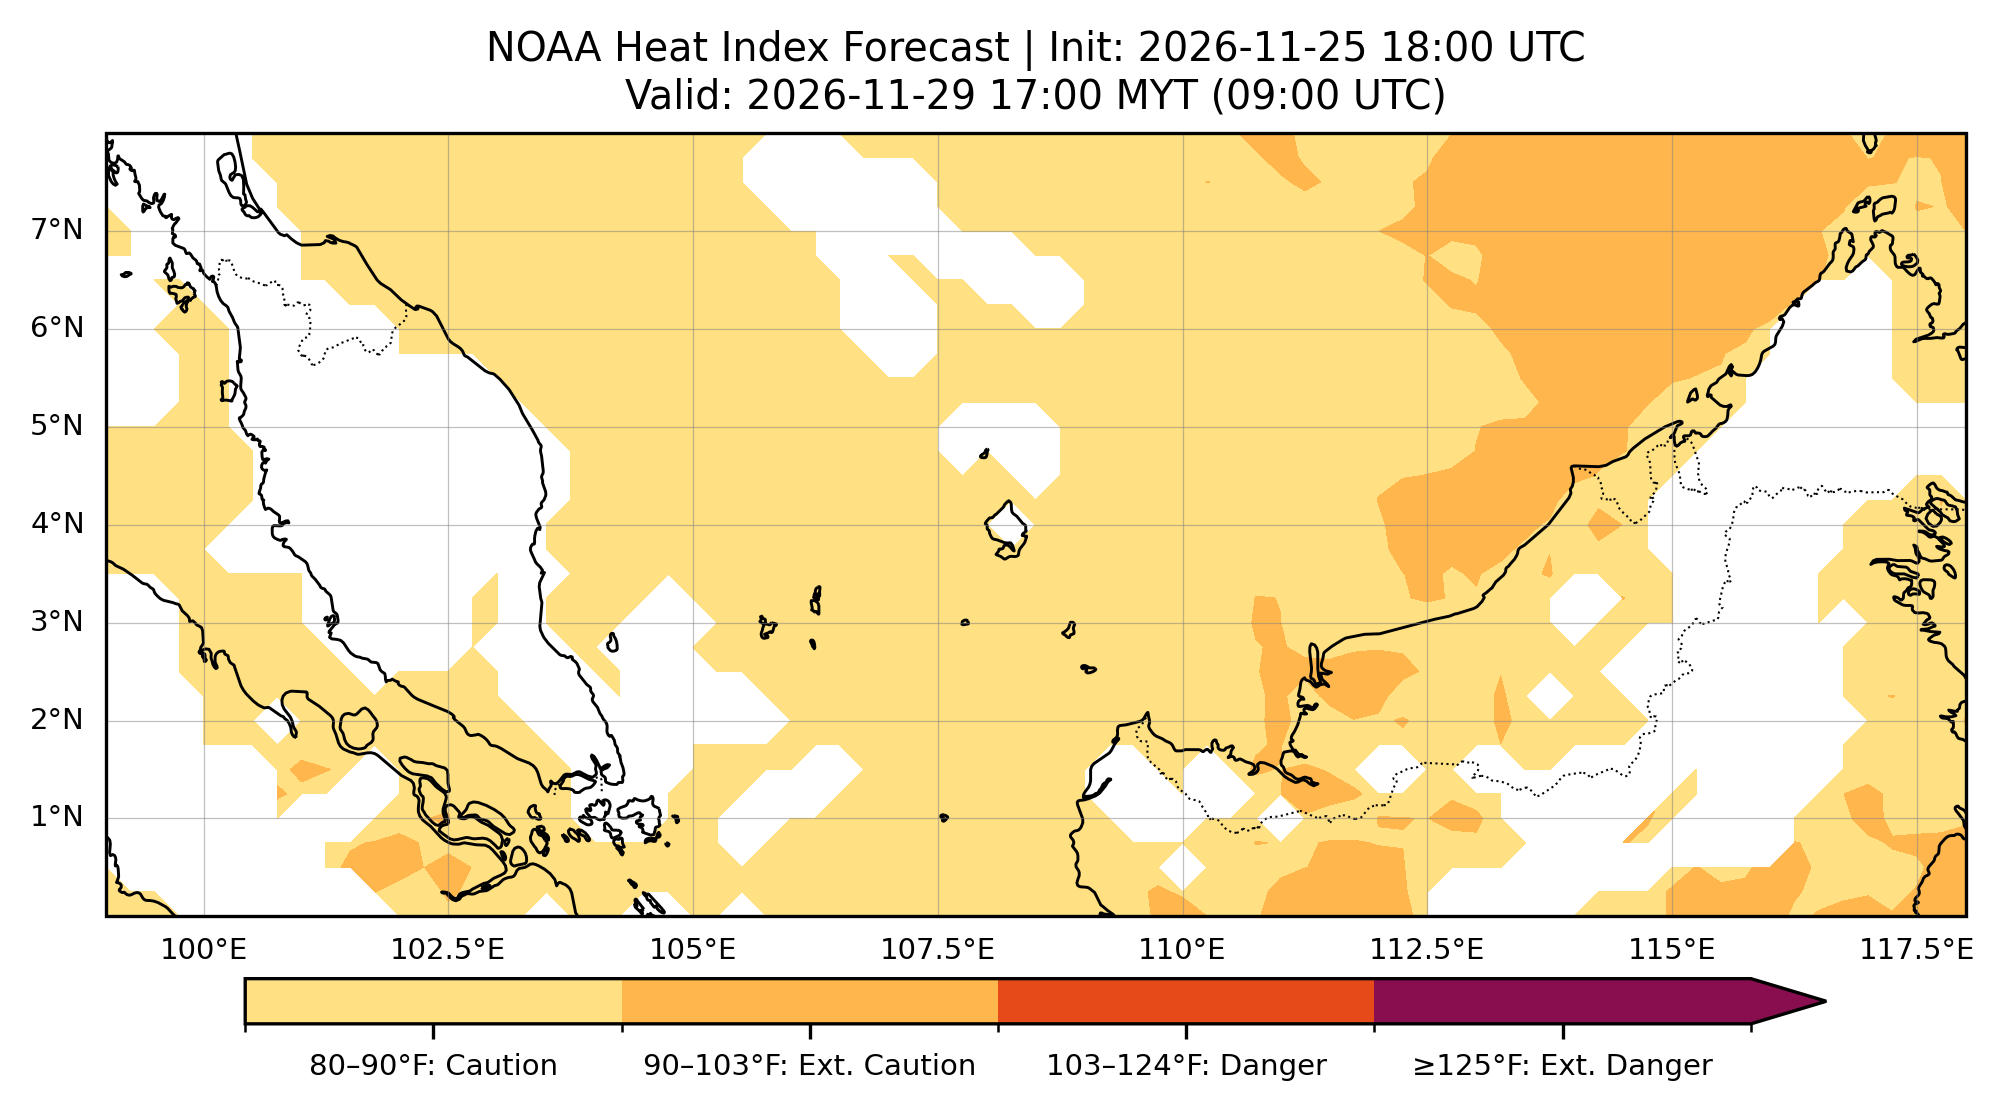 NOAA Heat Index Forecast | Init: 2026-11-25 18:00 UTC
Valid: 2026-11-29 17:00 MYT (09:00 UTC)
7°N
6°N
5°N
4°N
3°N
2°N
1°N
100°E
102.5°E
105°E
107.5°E
110°E
112.5°E
115°E
117.5°E
80–90°F: Caution
90–103°F: Ext. Caution
103–124°F: Danger
≥125°F: Ext. Danger